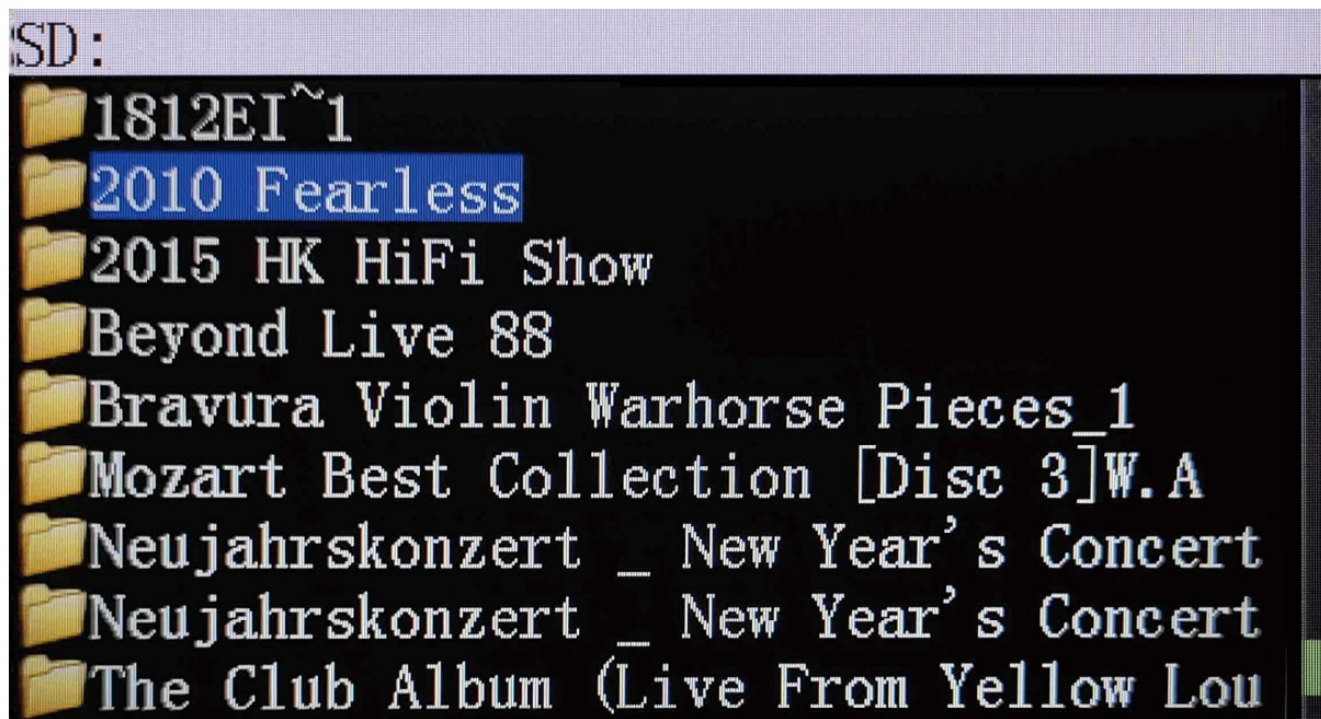 SD:
1812EI~1
2010 Fearless
2015 HK HiFi Show
Beyond Live 88
Bravura Violin Warhorse Pieces_1
Mozart Best Collection [Disc 3]W.A
Neujahrskonzert _ New Year's Concert
Neujahrskonzert _ New Year's Concert
The Club Album (Live From Yellow Lou